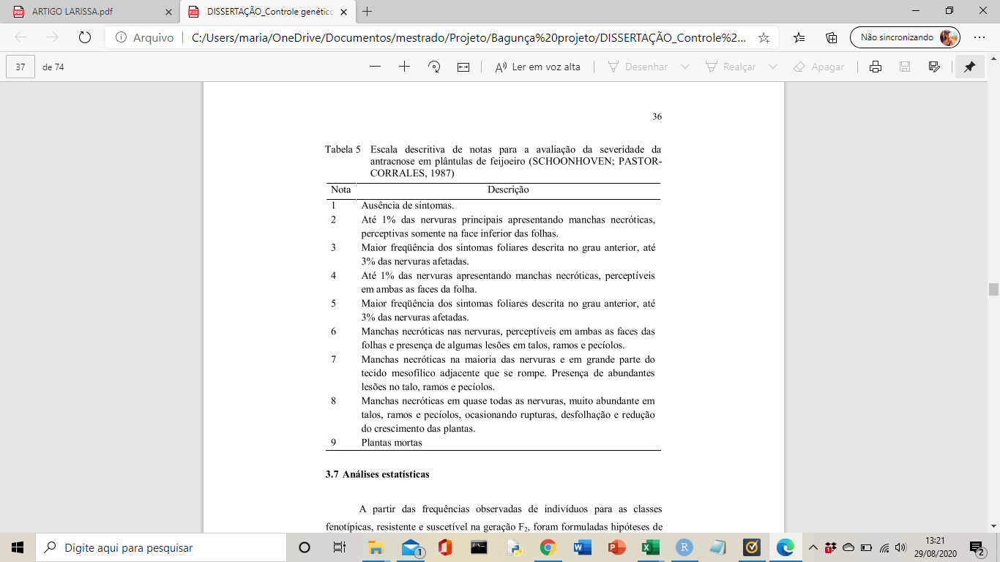 ARTIGO LARISSA.pdf
DISSERTAÇÃO_Controle genético
Arquivo
C:/Users/maria/OneDrive/Documentos/mestrado/Projeto/Bagunça%20projeto/DISSERTAÇÃO_Controle%2...
Não sincronizando
37 de 74
Ler em voz alta
Desenhar
Realçar
Apagar
36
Tabela 5 Escala descritiva de notas para a avaliação da severidade da
antracnose em plântulas de feijoeiro (SCHOONHOVEN; PASTOR-
CORRALES, 1987)
Nota Descrição
1 Ausência de sintomas.
2 Até 1% das nervuras principais apresentando manchas necróticas,
perceptivas somente na face inferior das folhas.
3 Maior freqüência dos sintomas foliares descrita no grau anterior, até
3% das nervuras afetadas.
4 Até 1% das nervuras apresentando manchas necróticas, perceptíveis
em ambas as faces da folha.
5 Maior freqüência dos sintomas foliares descrita no grau anterior, até
3% das nervuras afetadas.
6 Manchas necróticas nas nervuras, perceptíveis em ambas as faces das
folhas e presença de algumas lesões em talos, ramos e pecíolos.
7 Manchas necróticas na maioria das nervuras e em grande parte do
tecido mesofílico adjacente que se rompe. Presença de abundantes
lesões no talo, ramos e pecíolos.
8 Manchas necróticas em quase todas as nervuras, muito abundante em
talos, ramos e pecíolos, ocasionando rupturas, desfolhação e redução
do crescimento das plantas.
9 Plantas mortas
3.7 Análises estatísticas
A partir das frequências observadas de indivíduos para as classes
fenotípicas, resistente e suscetível na geração F2, foram formuladas hipóteses de
Digite aqui para pesquisar
13:21
29/08/2020